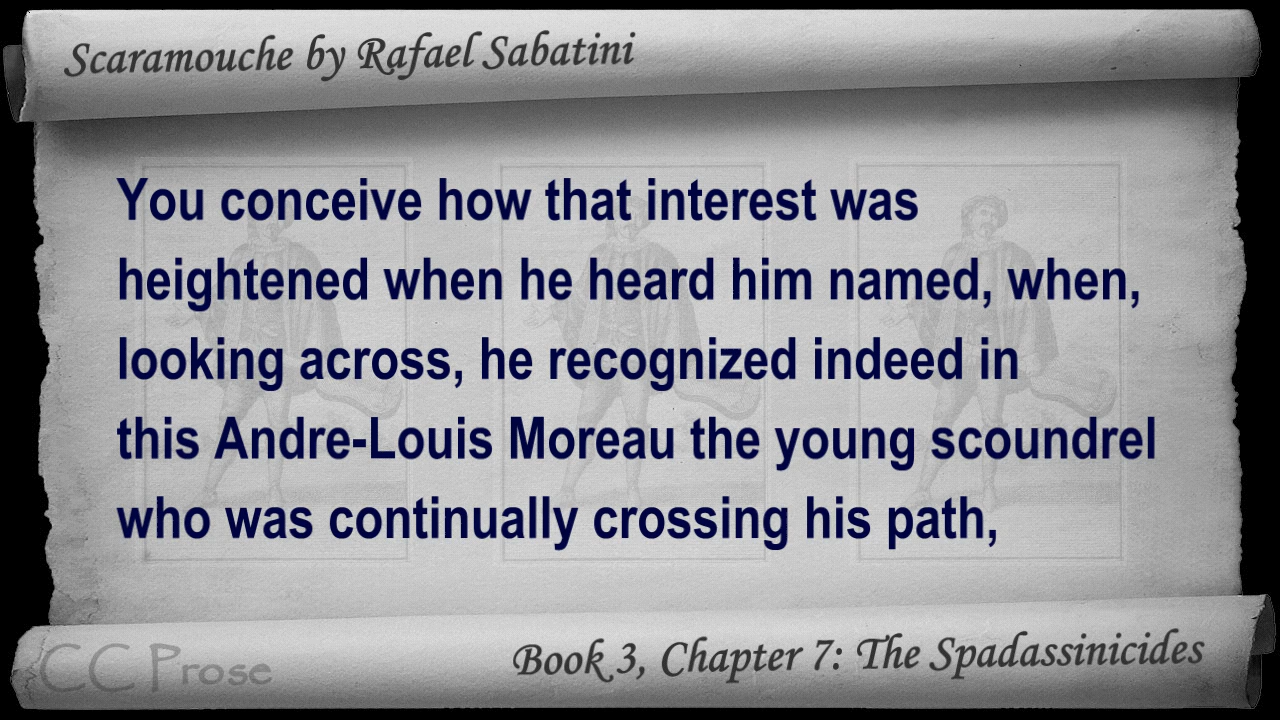 Scaramouche by Rafael Sabatini
You conceive how that interest was
heightened when he heard him named, when,
looking across, he recognized indeed in
this Andre-Louis Moreau the young scoundrel
who was continually crossing his path,
CC Prose
Book 3, Chapter 7: The Spadassinicides